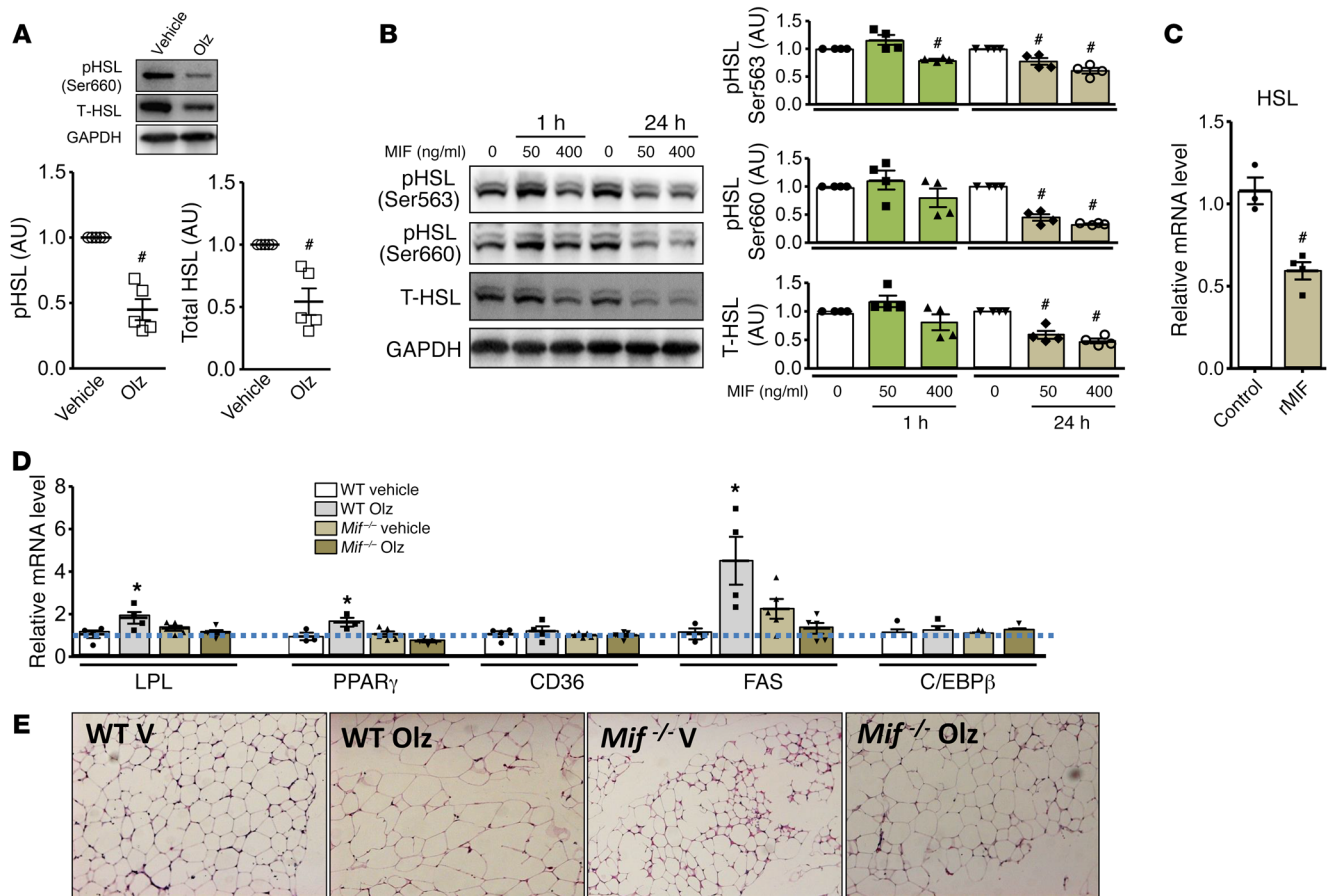 A
Vehicle
Olz
pHSL
(Ser660)
T-HSL
GAPDH
pHSL (AU)
1.5
1.0
0.5
0.0
Vehicle
Olz
#
Total HSL (AU)
1.5
1.0
0.5
0.0
Vehicle
Olz
#
B
1 h
24 h
MIF (ng/ml)
0
50
400
0
50
400
pHSL
(Ser563)
pHSL
(Ser660)
T-HSL
GAPDH
pHSL
Ser563 (AU)
1.5
1.0
0.5
0.0
#
#
#
pHSL
Ser660 (AU)
1.5
1.0
0.5
0.0
#
#
T-HSL
(AU)
1.5
1.0
0.5
0.0
#
#
MIF (ng/ml)
0
50
400
0
50
400
1 h
24 h
C
HSL
Relative mRNA level
1.5
1.0
0.5
0.0
#
Control
rMIF
D
Relative mRNA level
8
6
4
2
0
WT vehicle
WT Olz
Mif−/− vehicle
Mif−/− Olz
*
*
*
LPL
PPARγ
CD36
FAS
C/EBPβ
E
WT V
WT Olz
Mif -/- V
Mif -/- Olz